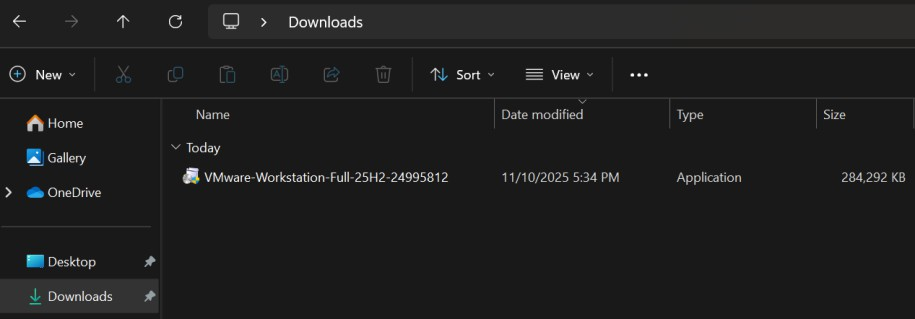 Downloads
New
Sort
View
Name Date modified Type Size
Home
Gallery
OneDrive
Desktop
Downloads
Today
VMware-Workstation-Full-25H2-24995812 11/10/2025 5:34 PM Application 284,292 KB